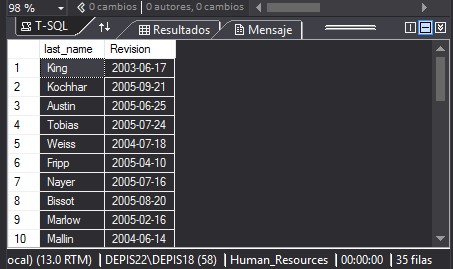 98 % 0 cambios | 0 autores, 0 cambios
T-SQL Resultados Mensaje
last_name Revision
1 King 2003-06-17
2 Kochhar 2005-09-21
3 Austin 2005-06-25
4 Tobias 2005-07-24
5 Weiss 2004-07-18
6 Fripp 2005-04-10
7 Nayer 2005-07-16
8 Bissot 2005-08-20
9 Marlow 2005-02-16
10 Mallin 2004-06-14
ocal) (13.0 RTM) | DEPIS22\DEPIS18 (58) | Human_Resources | 00:00:00 | 35 filas